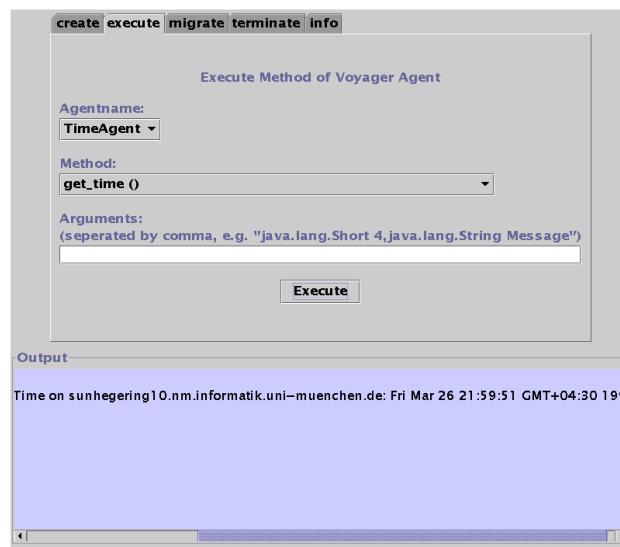 create execute migrate terminate info
Execute Method of Voyager Agent
Agentname:
TimeAgent
Method:
get_time ()
Arguments:
(seperated by comma, e.g. "java.lang.Short 4,java.lang.String Message")
Execute
Output
Time on sunhegering10.nm.informatik.uni-muenchen.de: Fri Mar 26 21:59:51 GMT+04:30